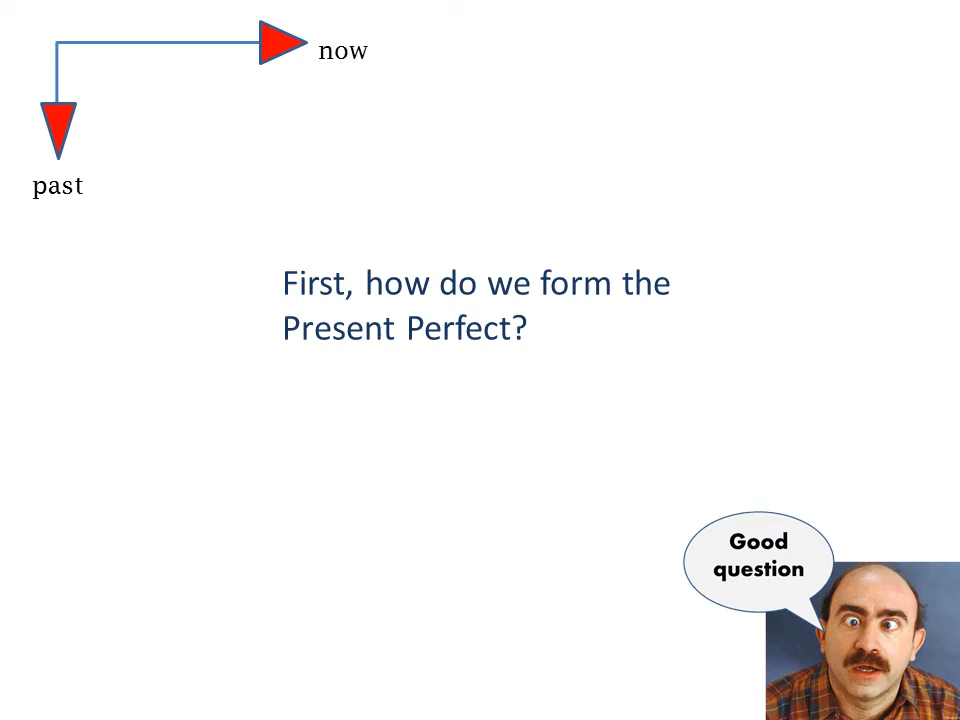 now
past
First, how do we form the
Present Perfect?
Good
question